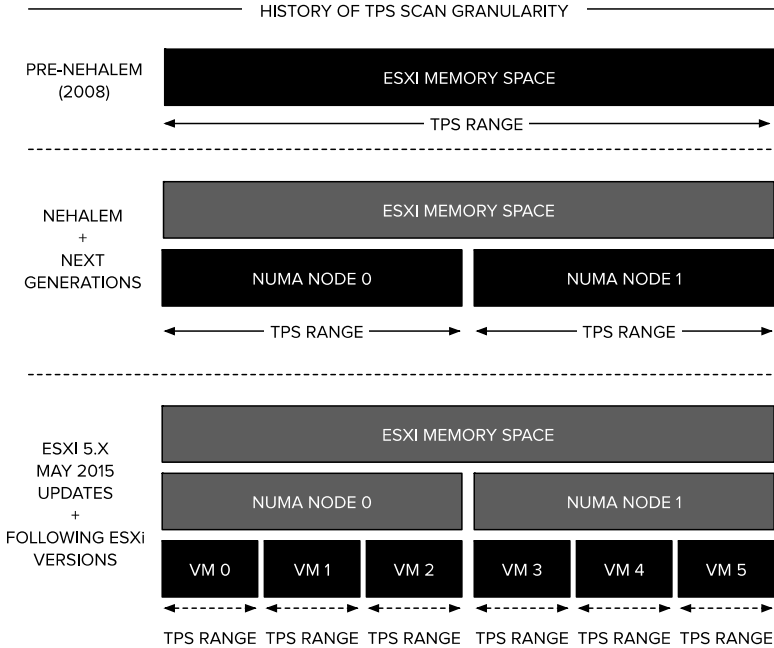 HISTORY OF TPS SCAN GRANULARITY
PRE-NEHALEM
(2008)
ESXI MEMORY SPACE
TPS RANGE
NEHALEM
+
NEXT
GENERATIONS
ESXI MEMORY SPACE
NUMA NODE 0
NUMA NODE 1
TPS RANGE
TPS RANGE
ESXI 5.X
MAY 2015
UPDATES
+
FOLLOWING ESXi
VERSIONS
ESXI MEMORY SPACE
NUMA NODE 0
NUMA NODE 1
VM 0
VM 1
VM 2
VM 3
VM 4
VM 5
TPS RANGE
TPS RANGE
TPS RANGE
TPS RANGE
TPS RANGE
TPS RANGE